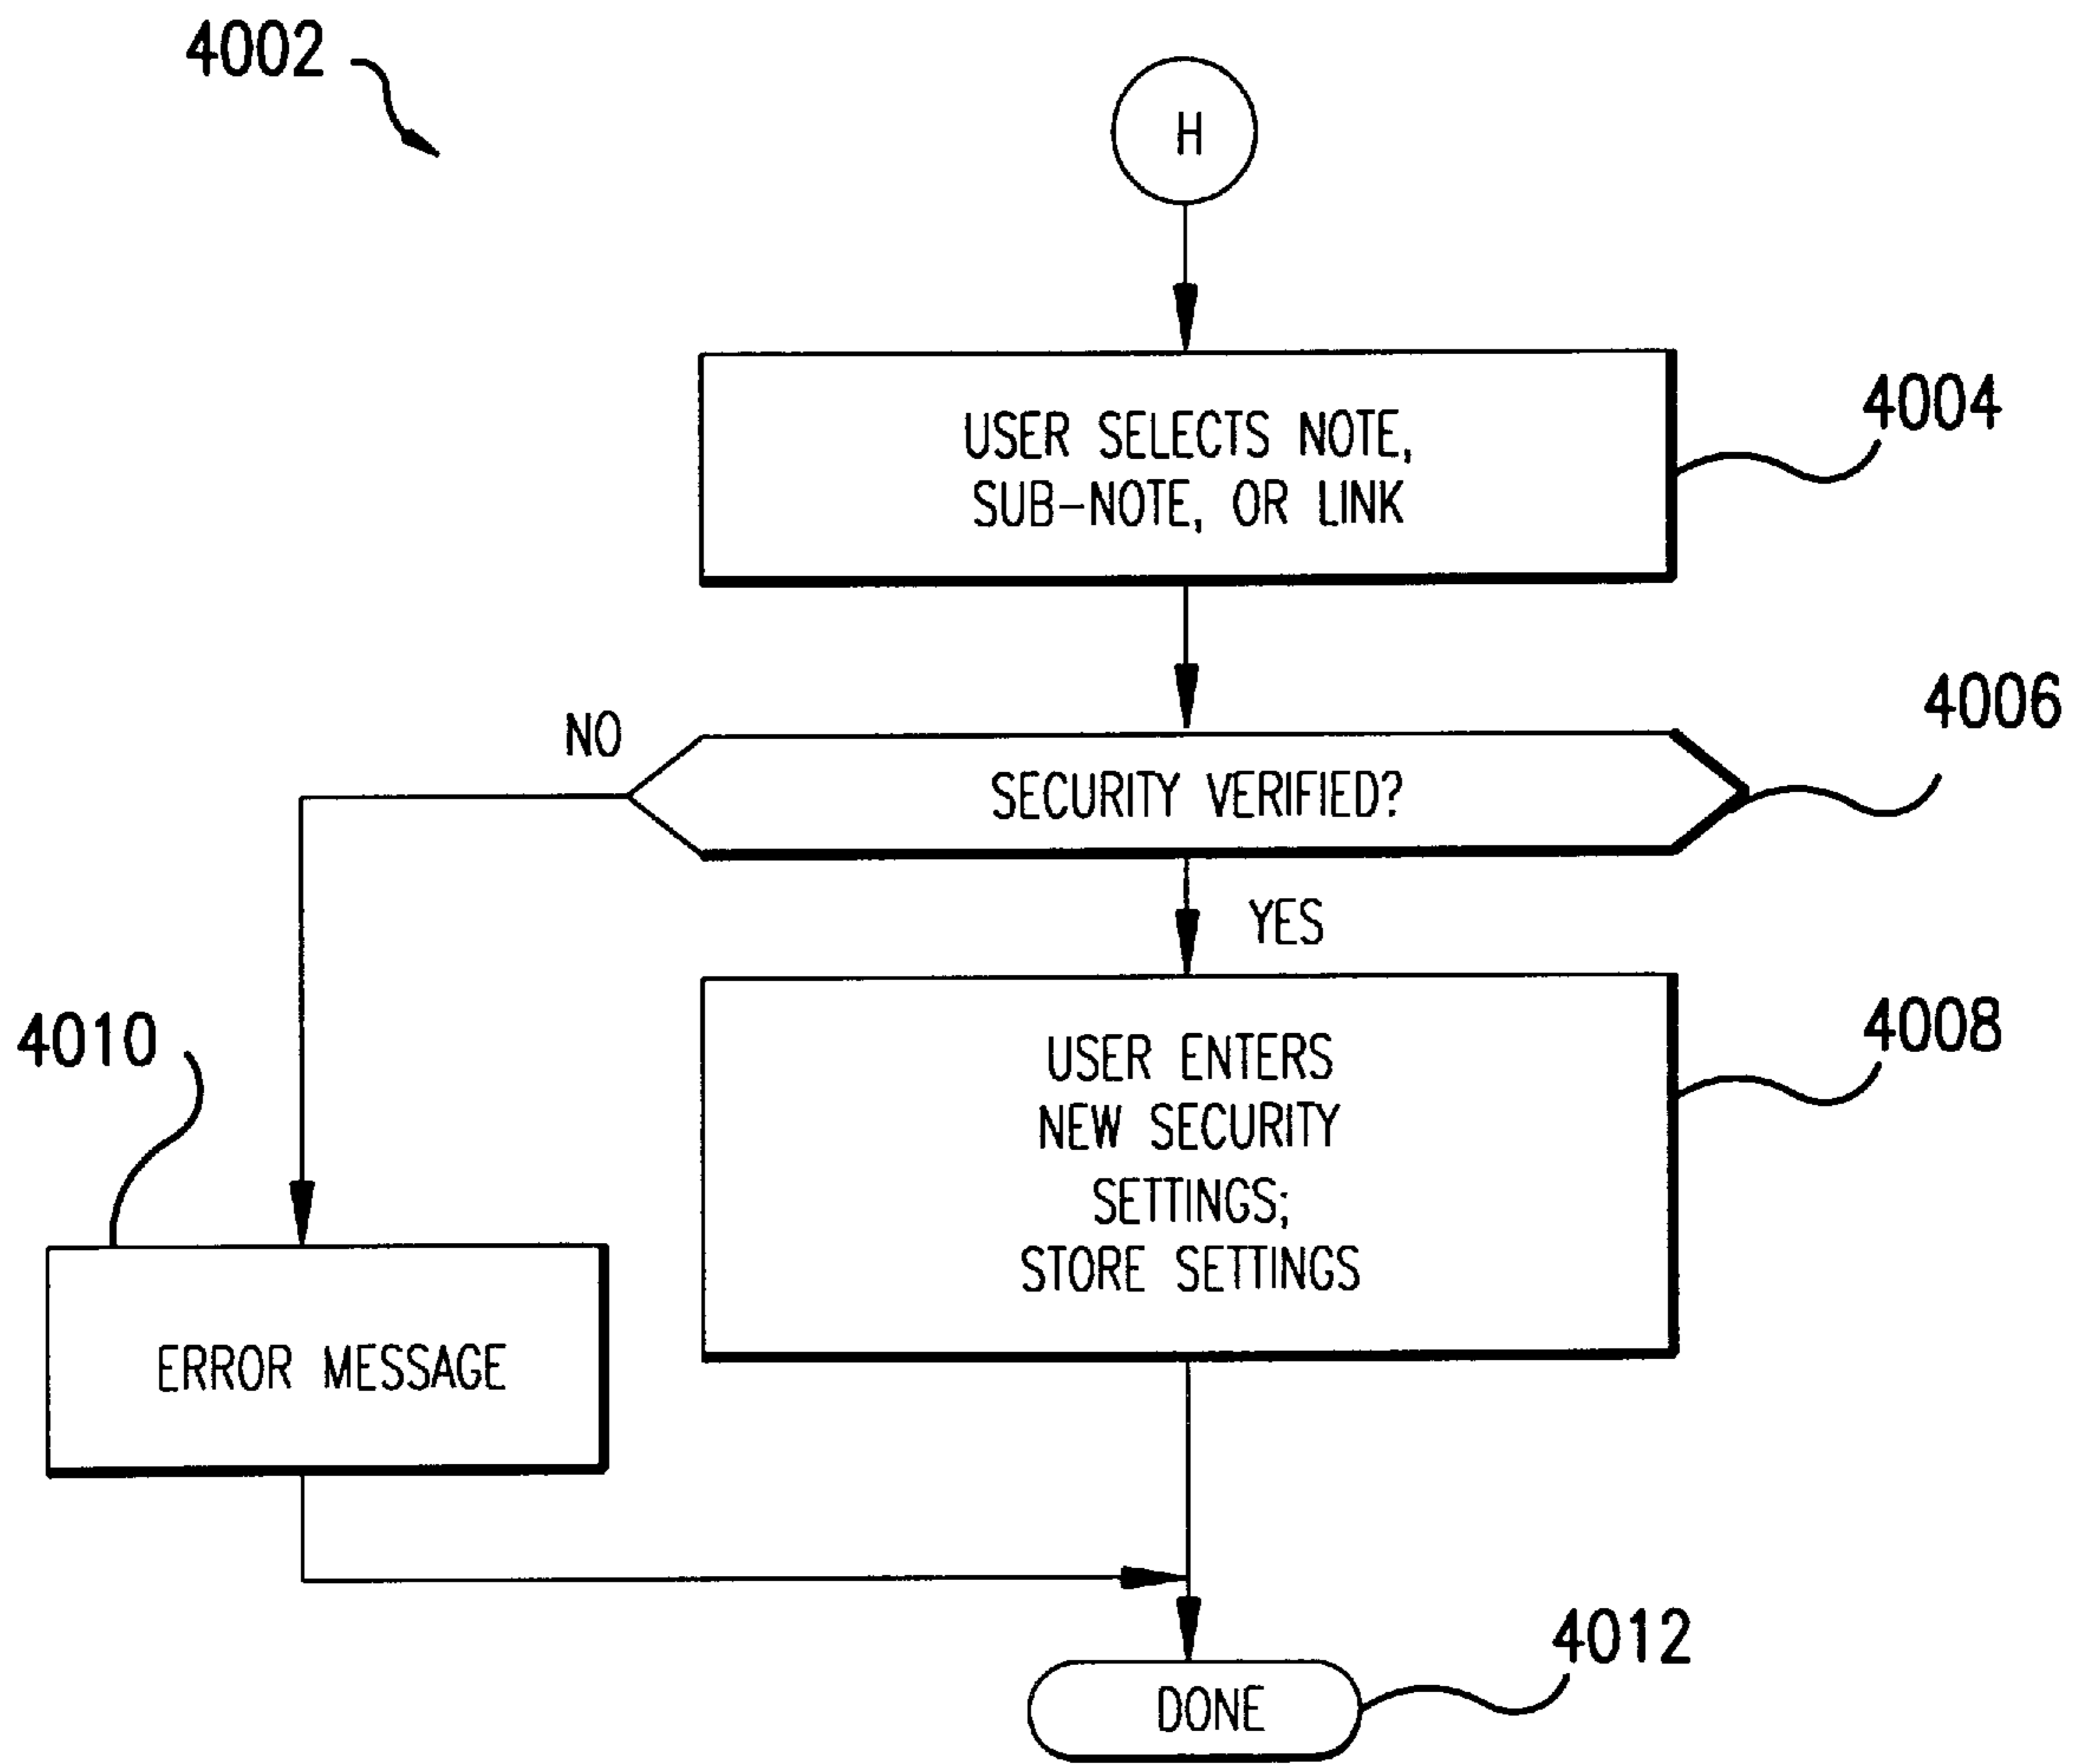 4002
H
USER SELECTS NOTE,
SUB-NOTE, OR LINK
4004
NO
SECURITY VERIFIED?
4006
YES
4010
USER ENTERS
NEW SECURITY
SETTINGS;
STORE SETTINGS
4008
ERROR MESSAGE
DONE
4012